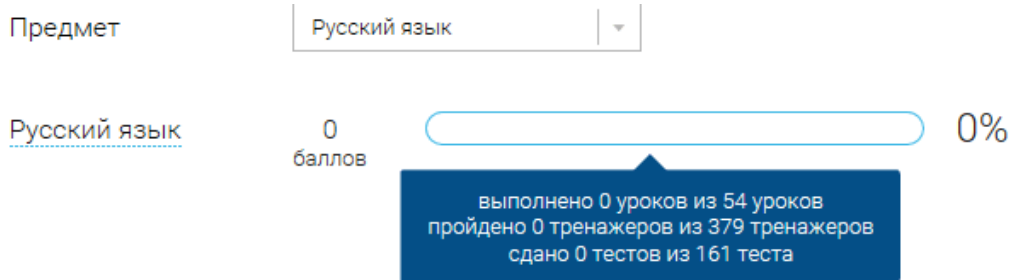 Предмет
Русский язык
Русский язык
0
баллов
0%
выполнено 0 уроков из 54 уроков
пройдено 0 тренажеров из 379 тренажеров
сдано 0 тестов из 161 теста